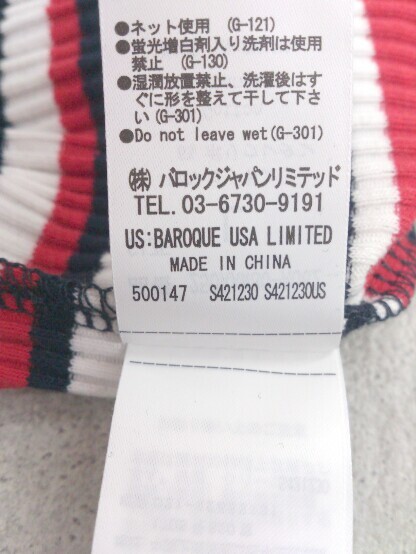 ●ネット使用 (G-121)
●蛍光増白剤入り洗剤は使用
禁止 (G-130)
●湿潤放置禁止、洗濯後はす
ぐに形を整えて干して下さ
い(G-301)
●Do not leave wet(G-301)
㈱ バロックジャパンリミテッド
TEL. 03-6730-9191
US:BAROQUE USA LIMITED
MADE IN CHINA
500147 S421230 S421230US